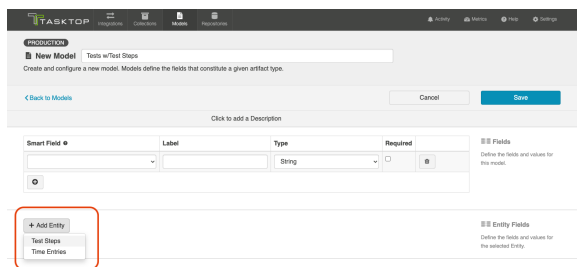 TASKTOP
Integrations
Collections
Models
Repositories
Activity
Metrics
Help
Settings
PRODUCTION
New Model
Tests w/Test Steps
Create and configure a new model. Models define the fields that constitute a given artifact type.
Back to Models
Cancel
Save
Click to add a Description
Smart Field
Label
Type
Required
String
Fields
Define the fields and values for
this model.
+ Add Entity
Test Steps
Time Entries
Entity Fields
Define the fields and values for
the selected Entity.